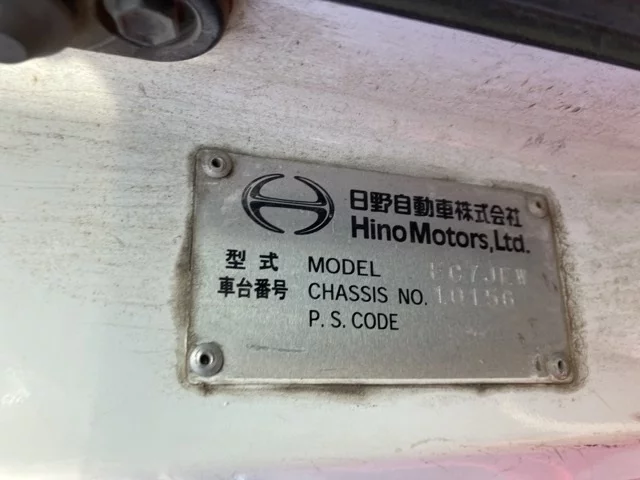 日野自動車株式会社
Hino Motors, Ltd.
型式 MODEL FC7JEW
車台番号 CHASSIS NO. 10156
P. S. CODE